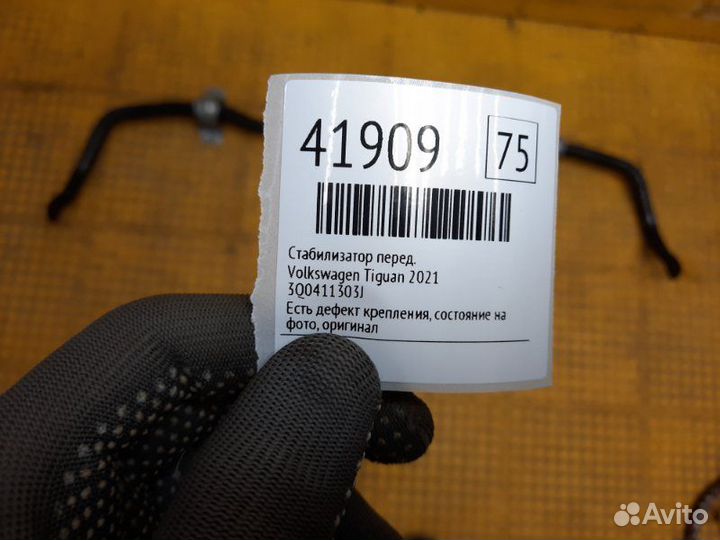 41909 75
Стабилизатор перед.
Volkswagen Tiguan 2021
3Q0411303J
Есть дефект крепления, состояние на
фото, оригинал
Avito